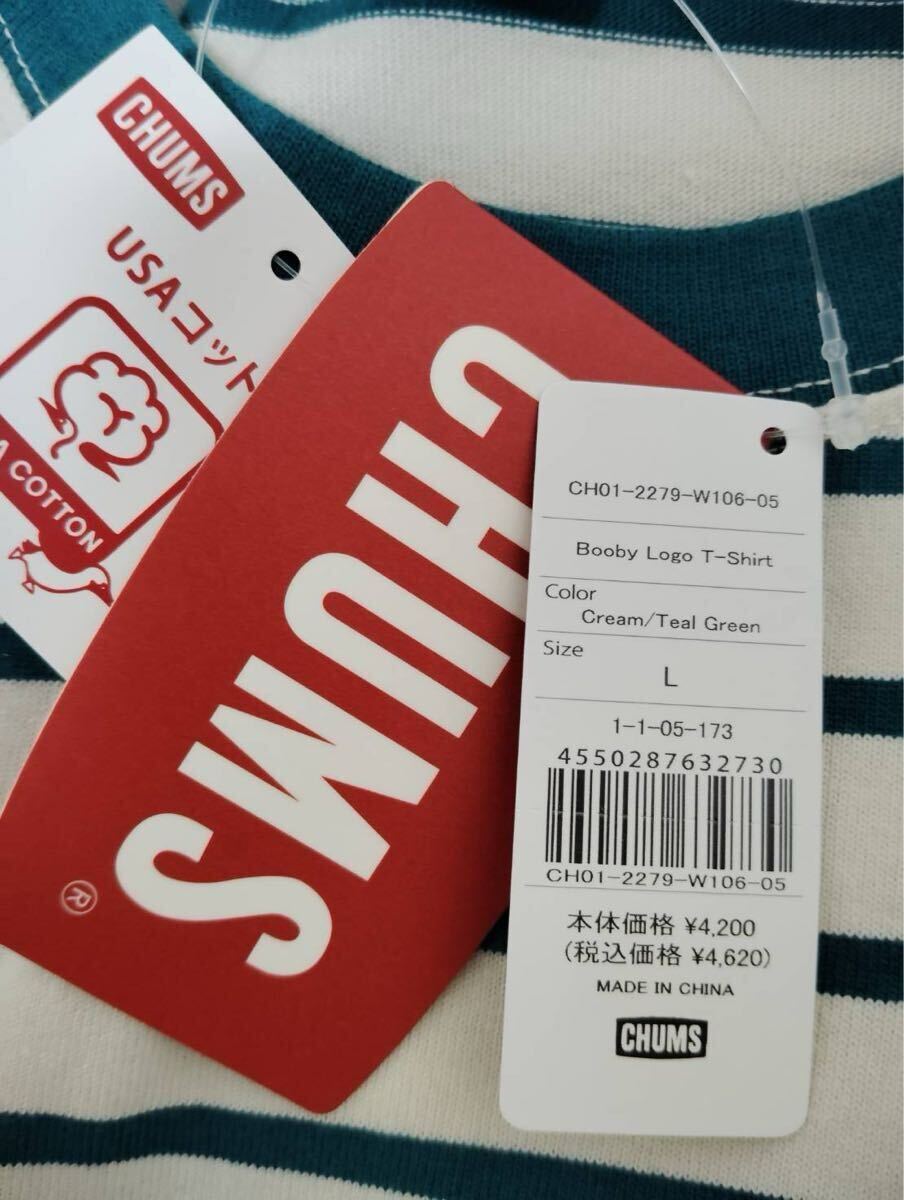 CHUMS
USAコット
A COTTON
CHUMS
®
CH01-2279-W106-05
Booby Logo T-Shirt
Color
Cream/Teal Green
Size
L
1-1-05-173
4550287632730
CH01-2279-W106-05
本体価格 ¥4,200
(税込価格 ¥4,620)
MADE IN CHINA
CHUMS